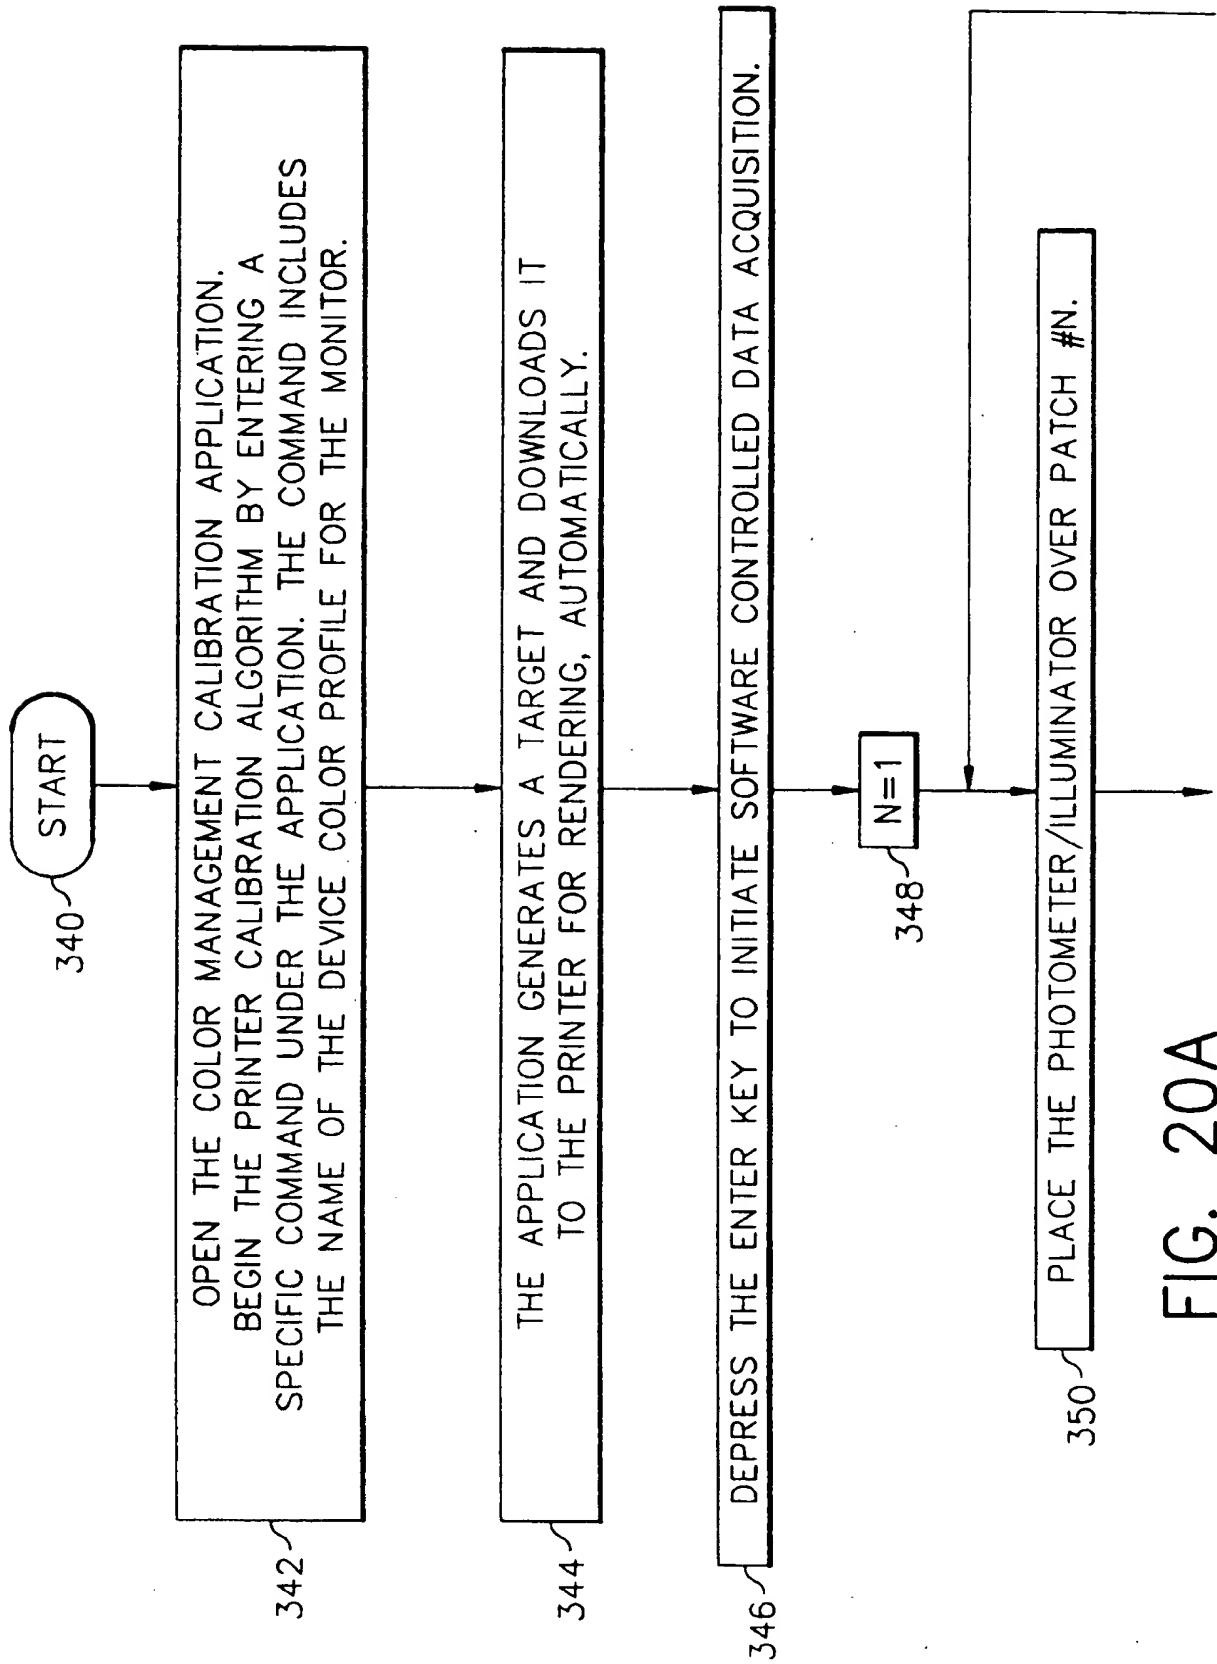 START
340
OPEN THE COLOR MANAGEMENT CALIBRATION APPLICATION.
BEGIN THE PRINTER CALIBRATION ALGORITHM BY ENTERING A
SPECIFIC COMMAND UNDER THE APPLICATION. THE COMMAND INCLUDES
THE NAME OF THE DEVICE COLOR PROFILE FOR THE MONITOR.
342
THE APPLICATION GENERATES A TARGET AND DOWNLOADS IT
TO THE PRINTER FOR RENDERING, AUTOMATICALLY.
344
DEPRESS THE ENTER KEY TO INITIATE SOFTWARE CONTROLLED DATA ACQUISITION.
346
N=1
348
PLACE THE PHOTOMETER/ILLUMINATOR OVER PATCH #N.
350
FIG. 20A